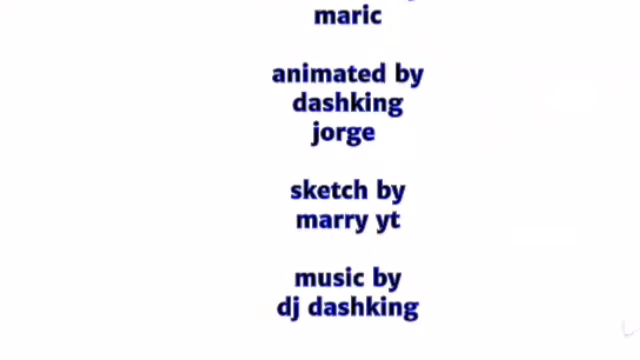 maric
animated by
dashking
jorge
sketch by
marry yt
music by
dj dashking